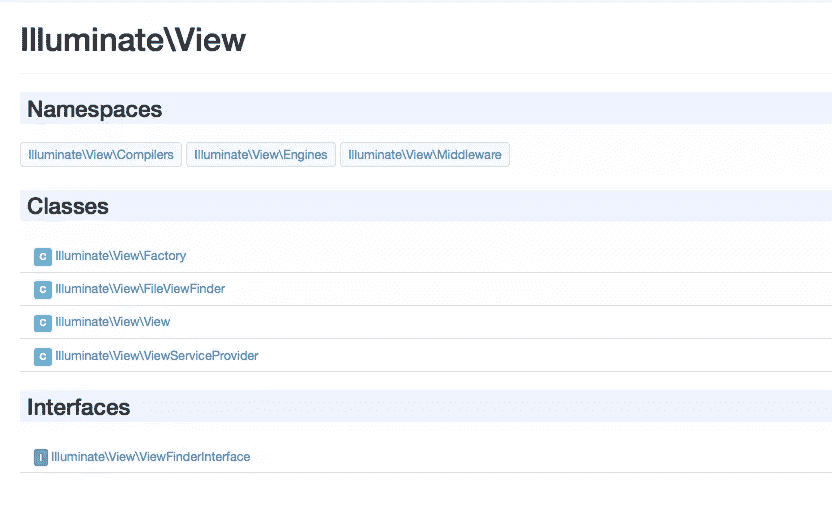 Illuminate\View
Namespaces
Illuminate\View\Compilers Illuminate\View\Engines Illuminate\View\Middleware
Classes
C Illuminate\View\Factory
C Illuminate\View\FileViewFinder
C Illuminate\View\View
C Illuminate\View\ViewServiceProvider
Interfaces
I Illuminate\View\ViewFinderInterface